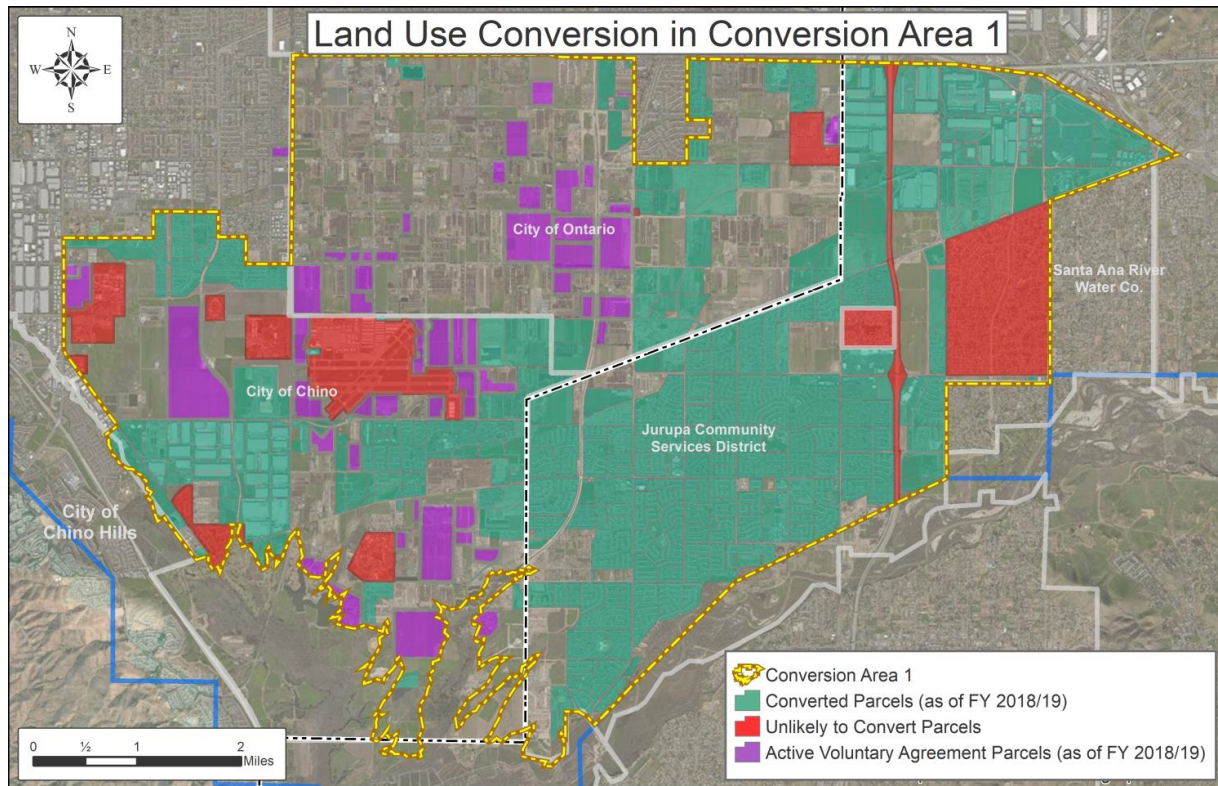 Land Use Conversion in Conversion Area 1
N
W E
S
City of Ontario
Santa Ana River
Water Co.
City of Chino
Jurupa Community
Services District
City of
Chino Hills
Conversion Area 1
Converted Parcels (as of FY 2018/19)
Unlikely to Convert Parcels
Active Voluntary Agreement Parcels (as of FY 2018/19)
0 ½ 1 2
Miles